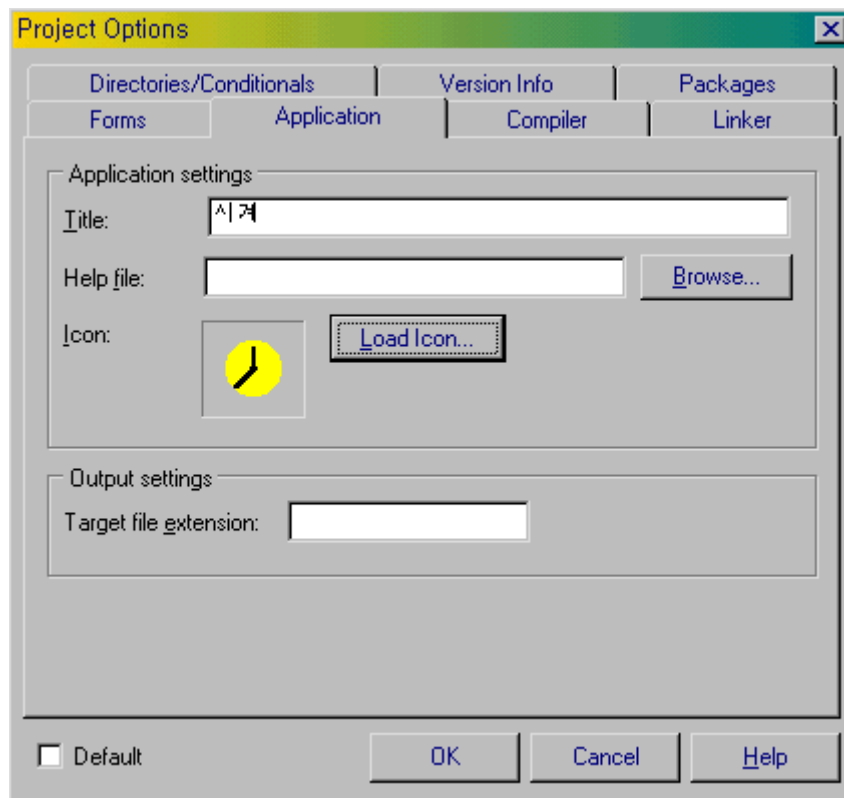 Project Options
Directories/Conditionals Version Info Packages
Forms Application Compiler Linker
Application settings
Title: 시계
Help file: Browse...
Icon: Load Icon...
Output settings
Target file extension:
Default OK Cancel Help